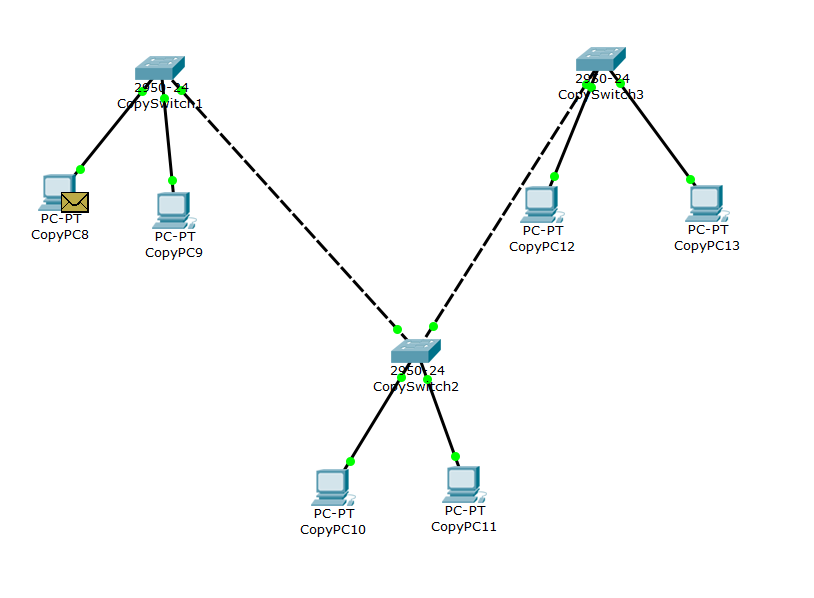 2950-24
CopySwitch1
2950-24
CopySwitch3
PC-PT
CopyPC8
PC-PT
CopyPC9
PC-PT
CopyPC12
PC-PT
CopyPC13
2950-24
CopySwitch2
PC-PT
CopyPC10
PC-PT
CopyPC11